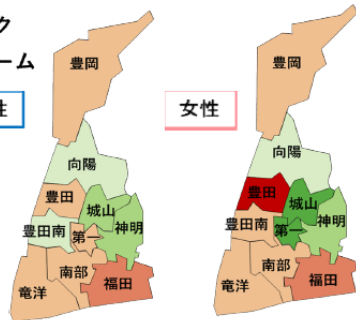 ク
ーム
性
女性
豊岡
向陽
豊田
城山
豊田南
第一
神明
南部
竜洋
福田
豊岡
向陽
豊田
城山
豊田南
第一
神明
南部
竜洋
福田